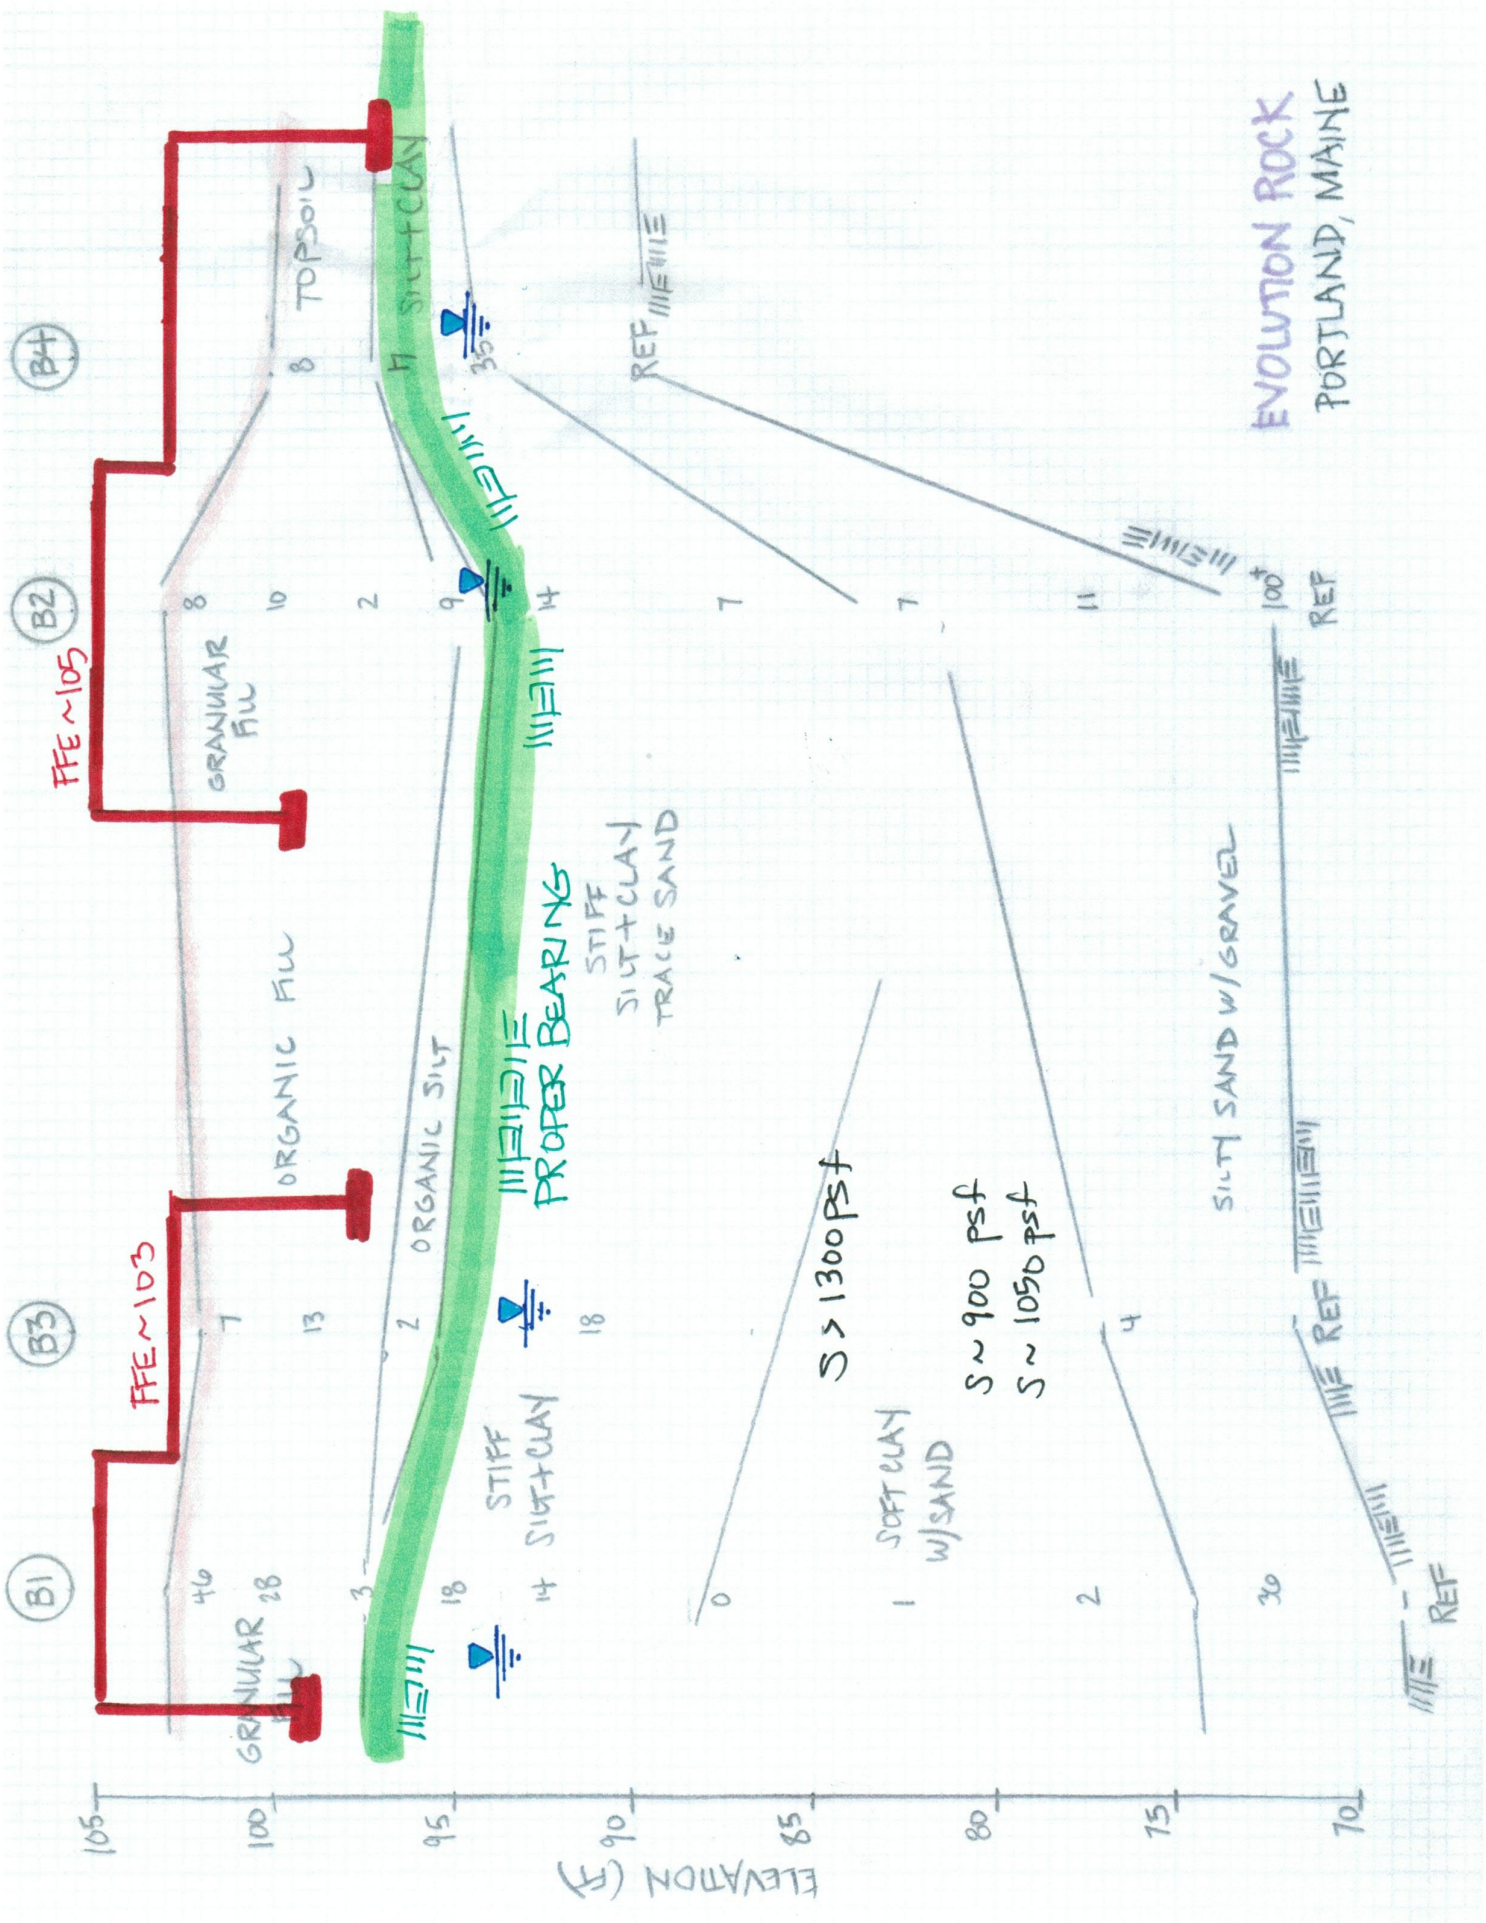 B1
B3
B2
B4
FFE ~105
FFE ~ 103
105
100
95
90
85
80
75
70
ELEVATION (FT)
46
28
3
18
14
0
1
2
36
REF
GRANULAR
FILL
7
13
2
18
4
REF
8
10
2
9
14
7
7
11
100+
REF
8
4
35
REF
GRANULAR
FILL
TOPSOIL
ORGANIC FILL
SILT+CLAY
ORGANIC SILT
PROPER BEARING
STIFF
SILT+CLAY
STIFF
SILT+CLAY
TRACE SAND
S > 1300 psf
SOFT CLAY
W/SAND
S ~ 900 psf
S ~ 1050 psf
SILTY SAND W/GRAVEL
EVOLUTION ROCK
PORTLAND, MAINE